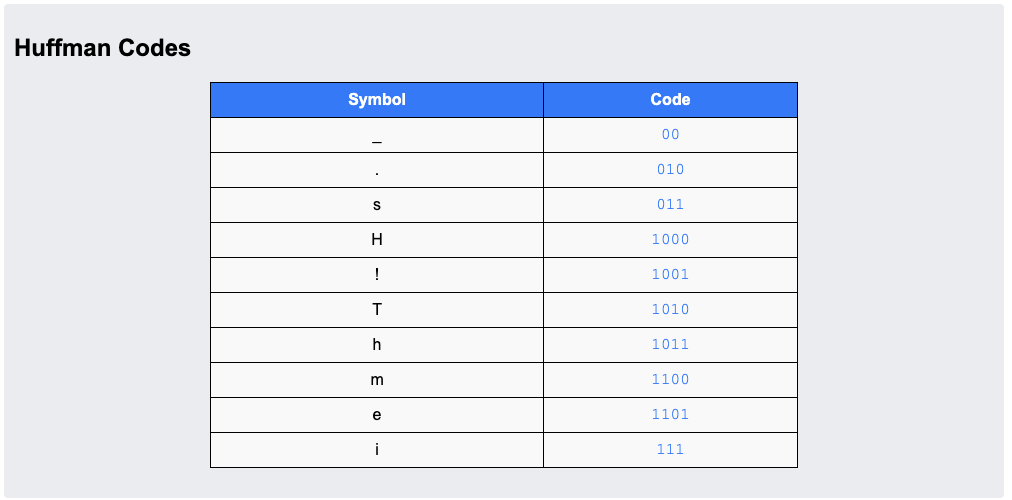 Huffman Codes
Symbol Code
_ 00
. 010
s 011
H 1000
! 1001
T 1010
h 1011
m 1100
e 1101
i 111